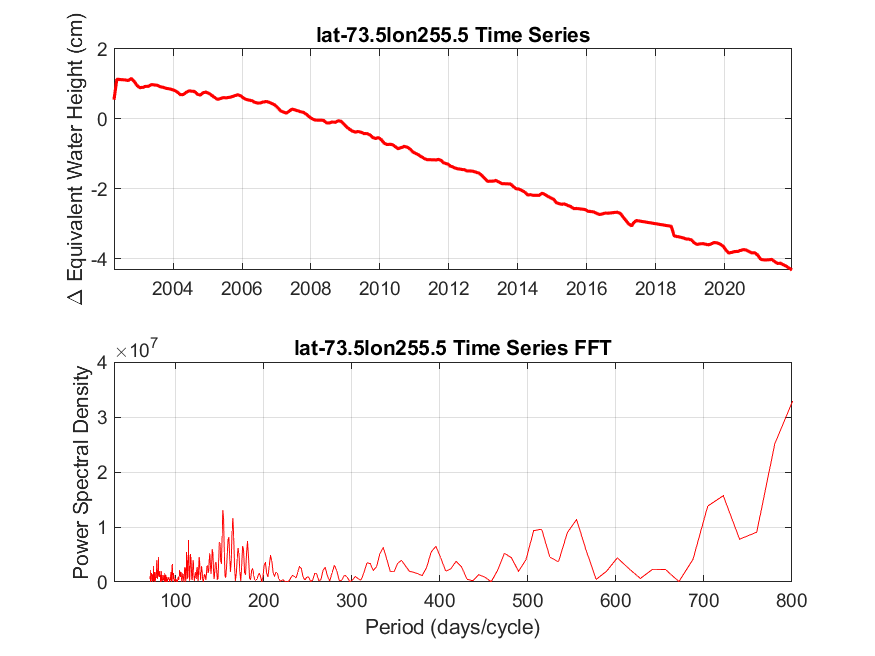 lat-73.5lon255.5 Time Series
Δ Equivalent Water Height (cm)
2
0
-2
-4
2004 2006 2008 2010 2012 2014 2016 2018 2020
lat-73.5lon255.5 Time Series FFT
×10⁷
Power Spectral Density
4
3
2
1
0
100 200 300 400 500 600 700 800
Period (days/cycle)